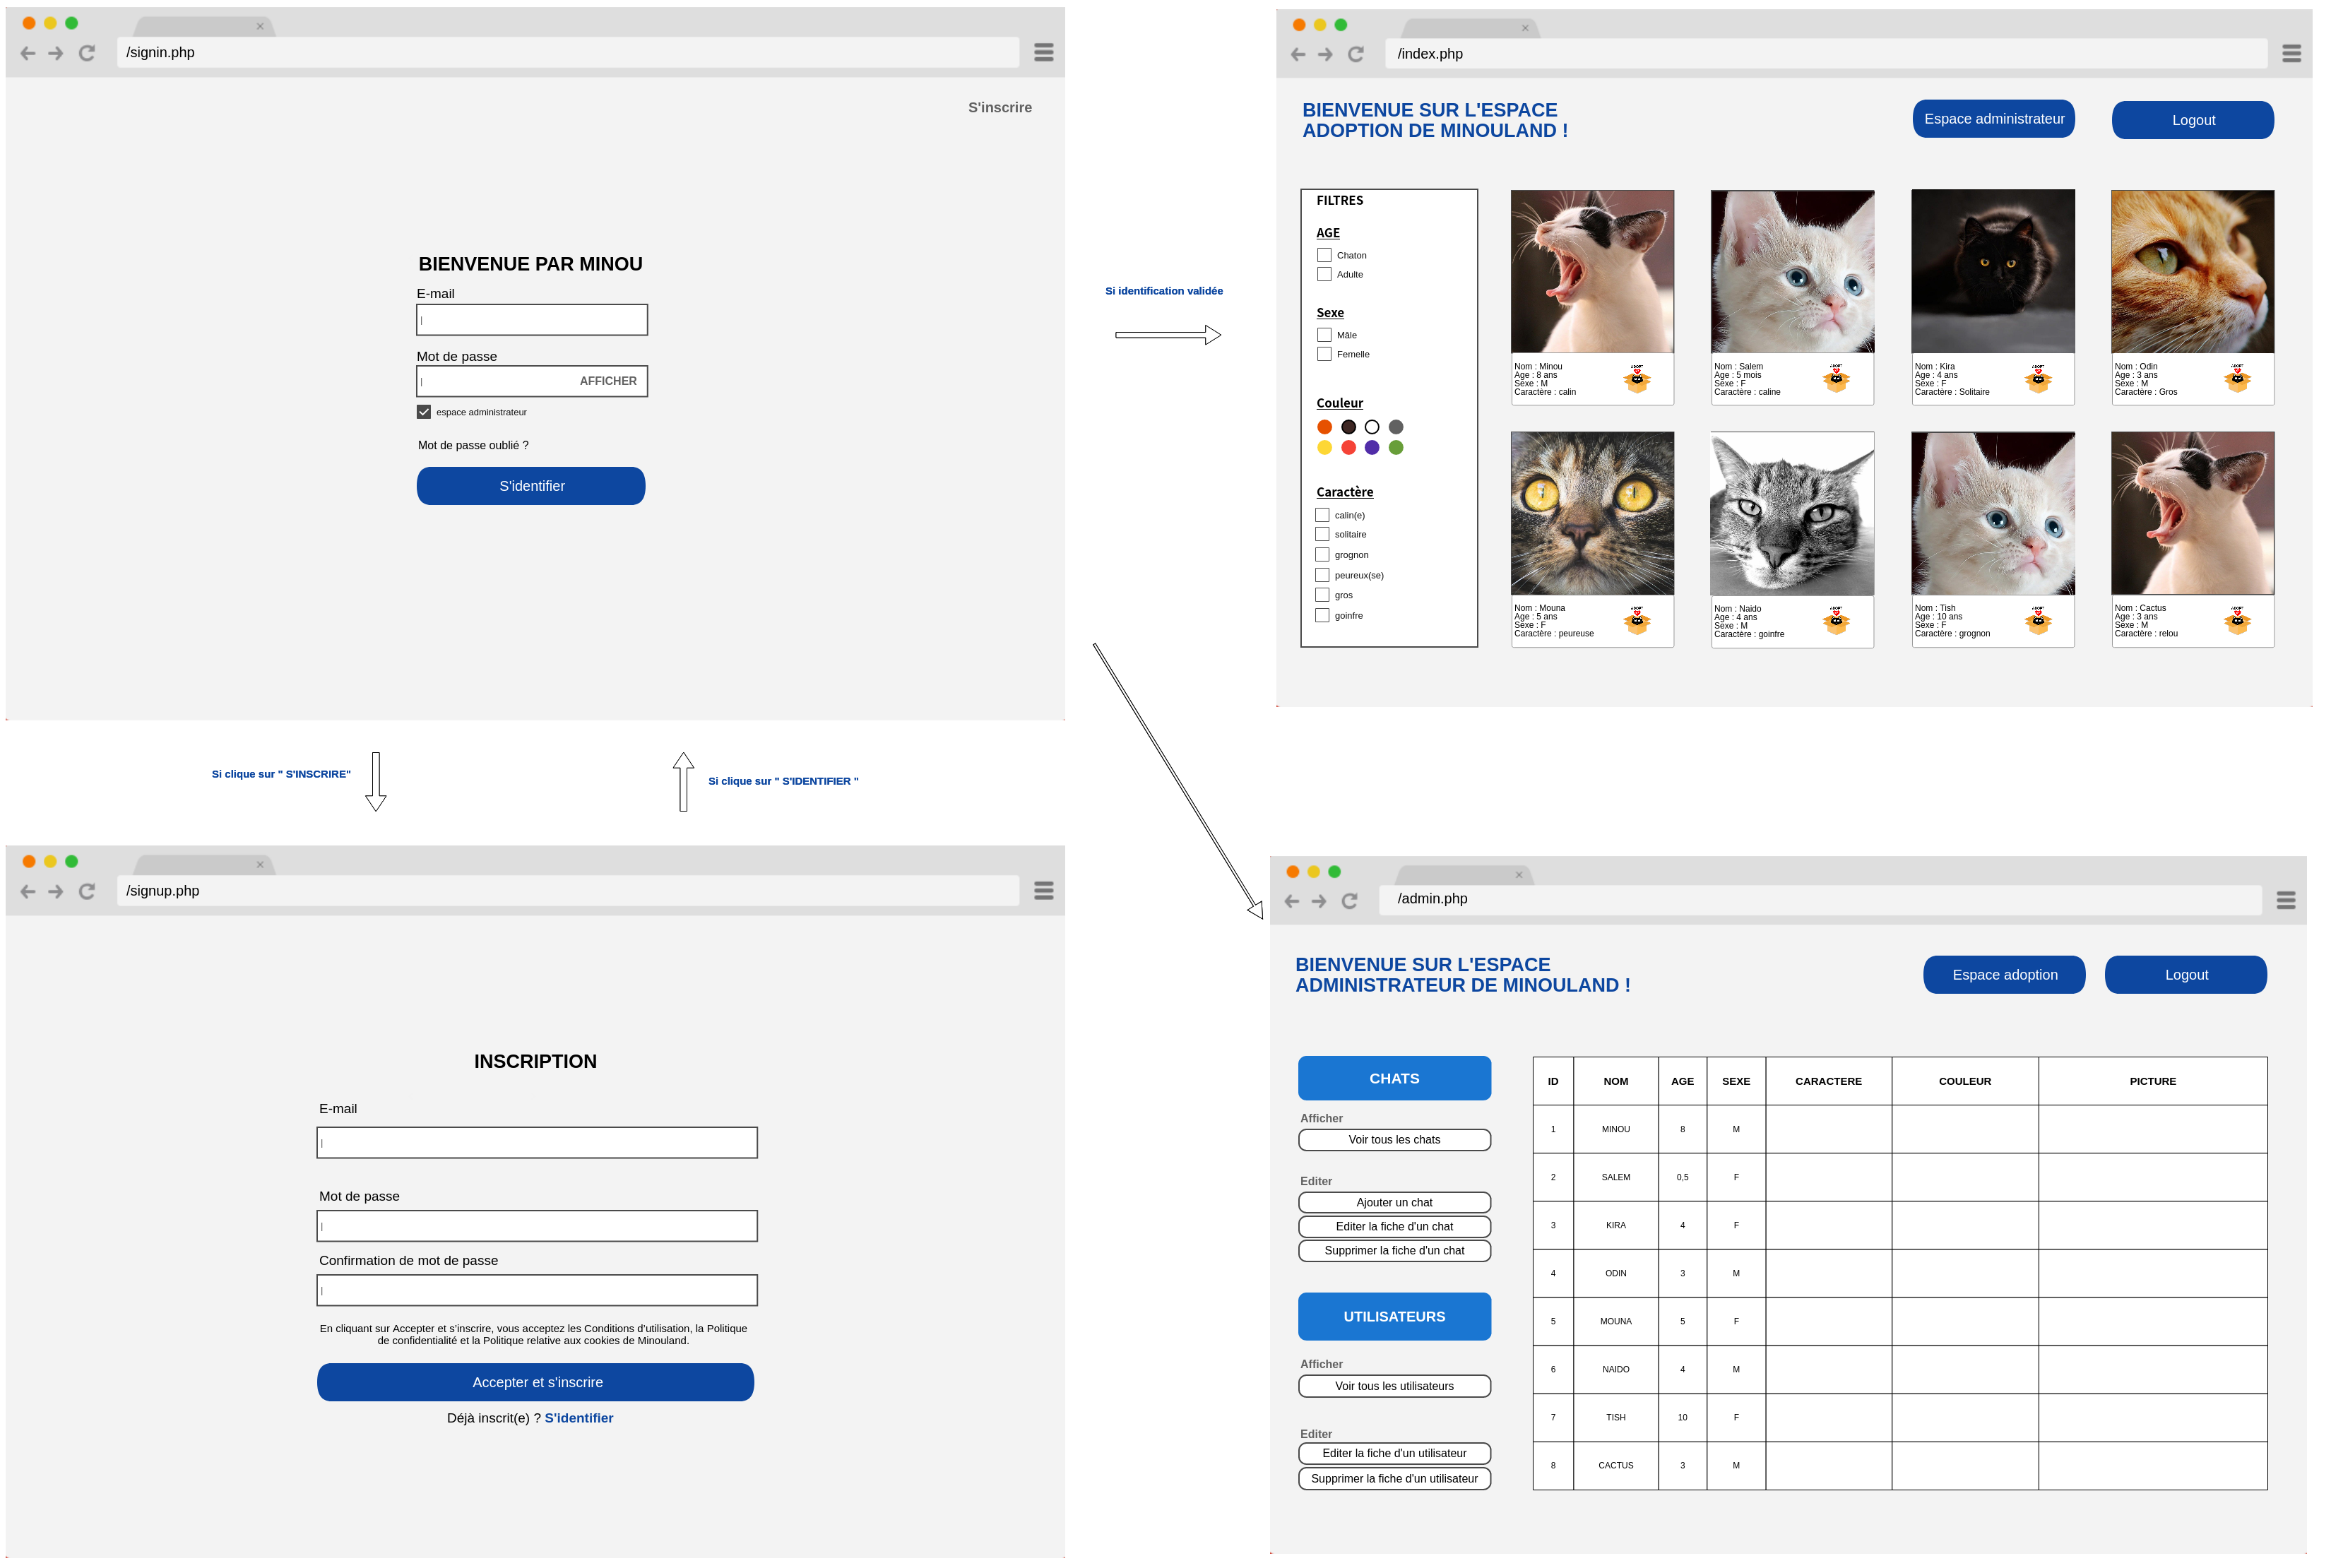 /signin.php
S'inscrire
BIENVENUE PAR MINOU
E-mail
Mot de passe
AFFICHER
espace administrateur
Mot de passe oublié ?
S'identifier
Si identification validée
/index.php
BIENVENUE SUR L'ESPACE
ADOPTION DE MINOULAND !
Espace administrateur
Logout
FILTRES
AGE
Chaton
Adulte
Sexe
Mâle
Femelle
Couleur
Caractère
calin(e)
solitaire
grognon
peureux(se)
gros
goinfre
Nom : Minou
Age : 8 ans
Sexe : M
Caractère : calin
Nom : Salem
Age : 5 mois
Sexe : F
Caractère : caline
Nom : Kira
Age : 4 ans
Sexe : F
Caractère : Solitaire
Nom : Odin
Age : 3 ans
Sexe : M
Caractère : Gros
Nom : Mouna
Age : 5 ans
Sexe : F
Caractère : peureuse
Nom : Naido
Age : 4 ans
Sexe : M
Caractère : goinfre
Nom : Tish
Age : 10 ans
Sexe : F
Caractère : grognon
Nom : Cactus
Age : 3 ans
Sexe : M
Caractère : relou
Si clique sur " S'INSCRIRE"
Si clique sur " S'IDENTIFIER "
/signup.php
INSCRIPTION
E-mail
Mot de passe
Confirmation de mot de passe
En cliquant sur Accepter et s'inscrire, vous acceptez les Conditions d'utilisation, la Politique
de confidentialité et la Politique relative aux cookies de Minouland.
Accepter et s'inscrire
Déjà inscrit(e) ? S'identifier
/admin.php
BIENVENUE SUR L'ESPACE
ADMINISTRATEUR DE MINOULAND !
Espace adoption
Logout
CHATS
Afficher
Voir tous les chats
Editer
Ajouter un chat
Editer la fiche d'un chat
Supprimer la fiche d'un chat
UTILISATEURS
Afficher
Voir tous les utilisateurs
Editer
Editer la fiche d'un utilisateur
Supprimer la fiche d'un utilisateur
ID NOM AGE SEXE CARACTERE COULEUR PICTURE
1 MINOU 8 M
2 SALEM 0,5 F
3 KIRA 4 F
4 ODIN 3 M
5 MOUNA 5 F
6 NAIDO 4 M
7 TISH 10 F
8 CACTUS 3 M